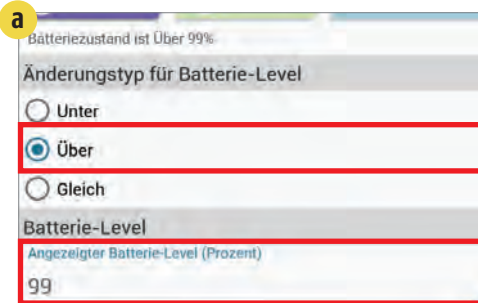 a
Batteriezustand ist Über 99%
Änderungstyp für Batterie-Level
Unter
Über
Gleich
Batterie-Level
Angezeigter Batterie-Level (Prozent)
99